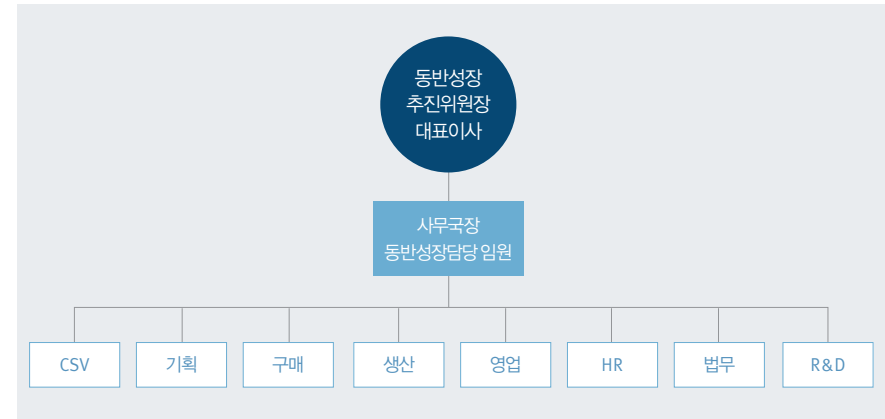 동반성장
추진위원장
대표이사
사무국장
동반성장담당 임원
CSV
기획
구매
생산
영업
HR
법무
R&D